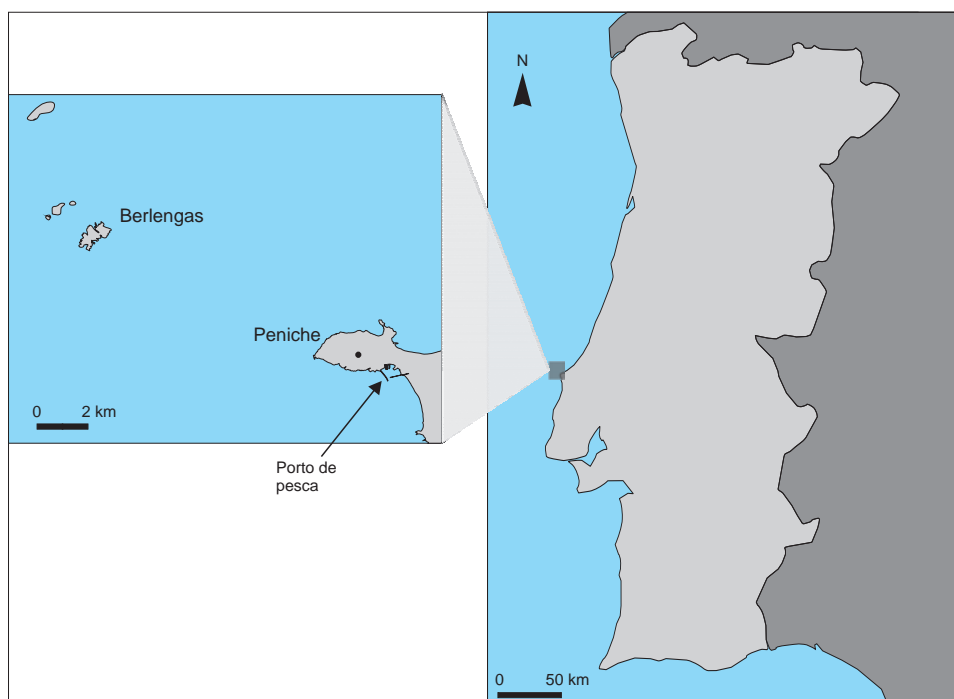 Berlengas
Peniche
0 2 km
Porto de
pesca
N
0 50 km